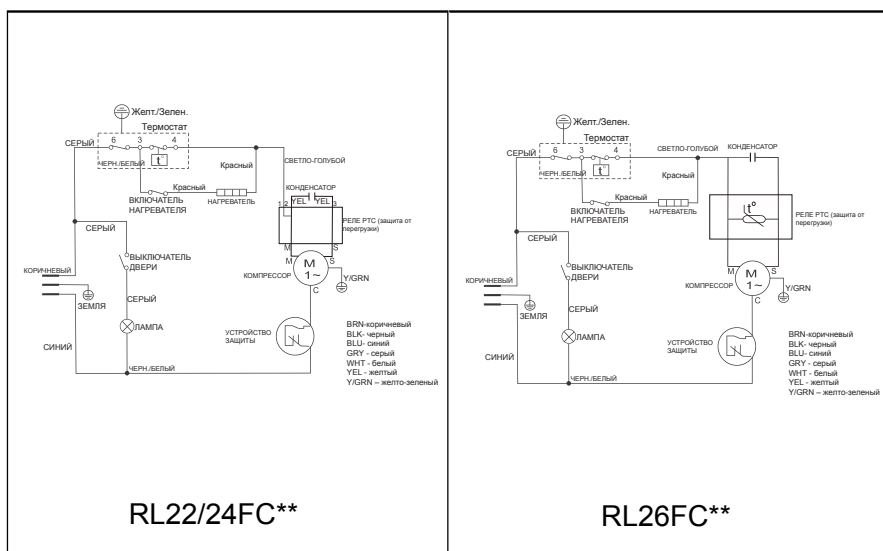 Желт./Зелен.
Термостат
СЕРЫЙ
6 3 4
ЧЕРН./БЕЛЫЙ
t°
СВЕТЛО-ГОЛУБОЙ
Красный
Красный
ВКЛЮЧАТЕЛЬ
НАГРЕВАТЕЛЯ
НАГРЕВАТЕЛЬ
КОНДЕНСАТОР
1 2 YEL YEL 3
РЕЛЕ PTC (защита от
перегрузки)
M S
M S
M
1~
КОМПРЕССОР
Y/GRN
C
СЕРЫЙ
ВЫКЛЮЧАТЕЛЬ
ДВЕРИ
КОРИЧНЕВЫЙ
ЗЕМЛЯ
СЕРЫЙ
ЛАМПА
СИНИЙ
УСТРОЙСТВО
ЗАЩИТЫ
ЧЕРН./БЕЛЫЙ
BRN-коричневый
BLK- черный
BLU- синий
GRY - серый
WHT - белый
YEL - желтый
Y/GRN – желто-зеленый
RL22/24FC**
Желт./Зелен.
Термостат
СЕРЫЙ
6 3 4
ЧЕРН./БЕЛЫЙ
t°
СВЕТЛО-ГОЛУБОЙ
КОНДЕНСАТОР
Красный
Красный
ВКЛЮЧАТЕЛЬ
НАГРЕВАТЕЛЯ
НАГРЕВАТЕЛЬ
t°
РЕЛЕ PTC (защита от
перегрузки)
M S
M
1~
КОМПРЕССОР
Y/GRN
C
СЕРЫЙ
ВЫКЛЮЧАТЕЛЬ
ДВЕРИ
КОРИЧНЕВЫЙ
ЗЕМЛЯ
СЕРЫЙ
ЛАМПА
СИНИЙ
УСТРОЙСТВО
ЗАЩИТЫ
ЧЕРН./БЕЛЫЙ
BRN-коричневый
BLK- черный
BLU- синий
GRY - серый
WHT - белый
YEL - желтый
Y/GRN – желто-зеленый
RL26FC**